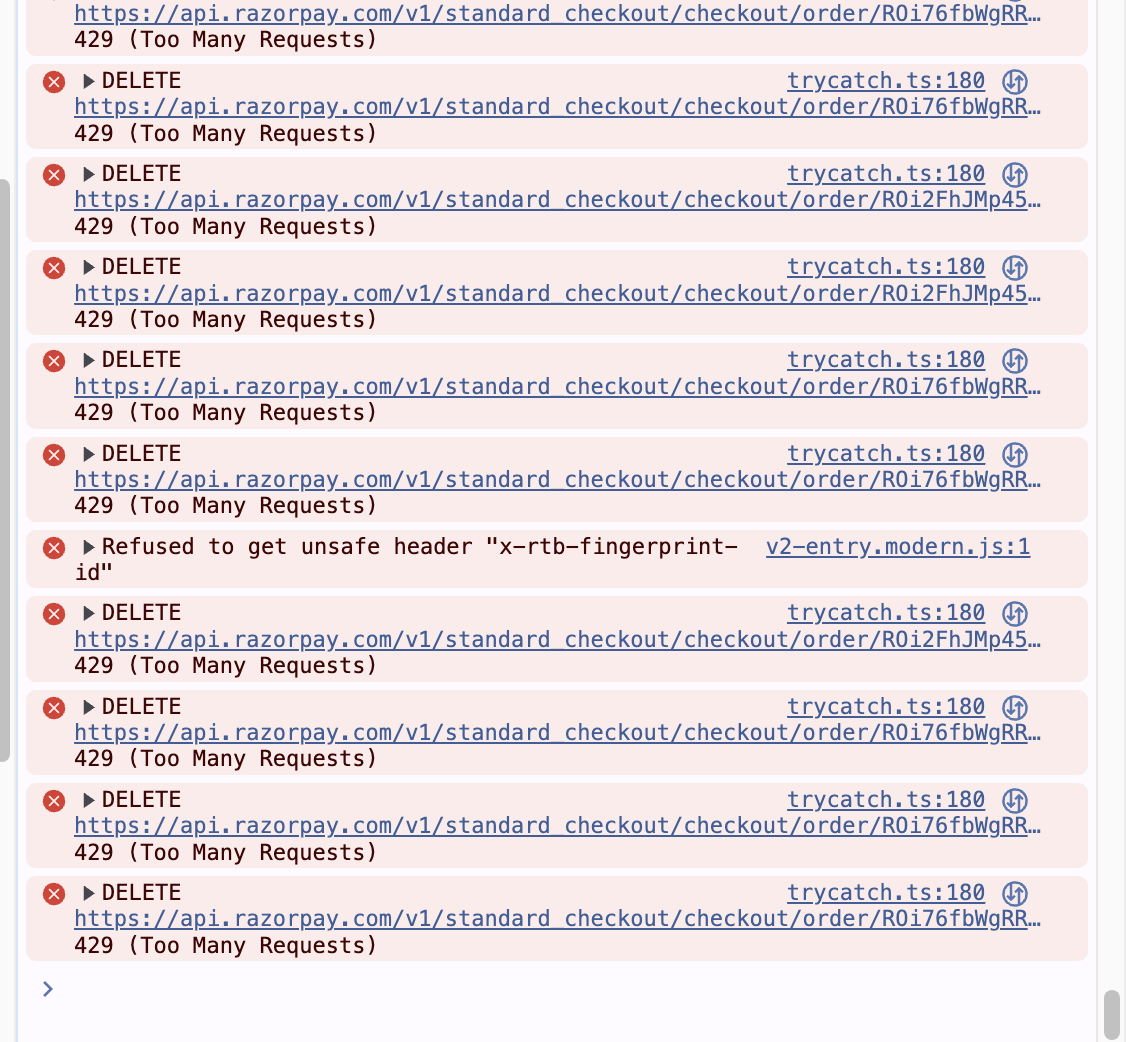 https://api.razorpay.com/v1/standard_checkout/checkout/order/ROi76fbWgRR…
429 (Too Many Requests)
DELETE trycatch.ts:180
https://api.razorpay.com/v1/standard_checkout/checkout/order/ROi76fbWgRR…
429 (Too Many Requests)
DELETE trycatch.ts:180
https://api.razorpay.com/v1/standard_checkout/checkout/order/ROi2FhJMp45…
429 (Too Many Requests)
DELETE trycatch.ts:180
https://api.razorpay.com/v1/standard_checkout/checkout/order/ROi2FhJMp45…
429 (Too Many Requests)
DELETE trycatch.ts:180
https://api.razorpay.com/v1/standard_checkout/checkout/order/ROi76fbWgRR…
429 (Too Many Requests)
DELETE trycatch.ts:180
https://api.razorpay.com/v1/standard_checkout/checkout/order/ROi76fbWgRR…
429 (Too Many Requests)
Refused to get unsafe header "x-rtb-fingerprint- v2-entry.modern.js:1
id"
DELETE trycatch.ts:180
https://api.razorpay.com/v1/standard_checkout/checkout/order/ROi2FhJMp45…
429 (Too Many Requests)
DELETE trycatch.ts:180
https://api.razorpay.com/v1/standard_checkout/checkout/order/ROi76fbWgRR…
429 (Too Many Requests)
DELETE trycatch.ts:180
https://api.razorpay.com/v1/standard_checkout/checkout/order/ROi76fbWgRR…
429 (Too Many Requests)
DELETE trycatch.ts:180
https://api.razorpay.com/v1/standard_checkout/checkout/order/ROi76fbWgRR…
429 (Too Many Requests)